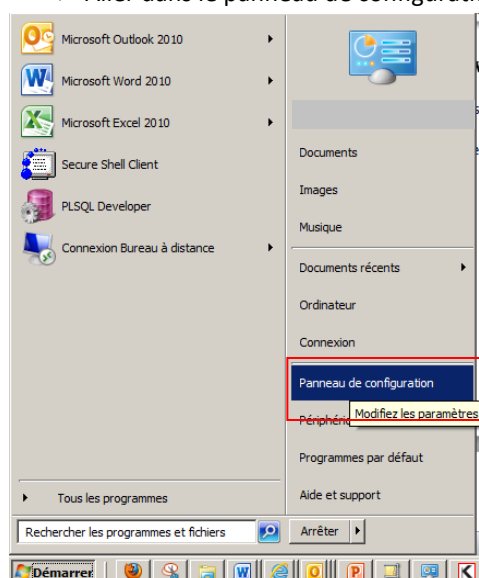 Aller dans le panneau de configuratio
Microsoft Outlook 2010
Microsoft Word 2010
Microsoft Excel 2010
Secure Shell Client
PLSQL Developer
Connexion Bureau à distance
Tous les programmes
Rechercher les programmes et fichiers
Documents
Images
Musique
Documents récents
Ordinateur
Connexion
Panneau de configuration
Modifiez les paramètres
Périphéri
Programmes par défaut
Aide et support
Arrêter
Démarrer